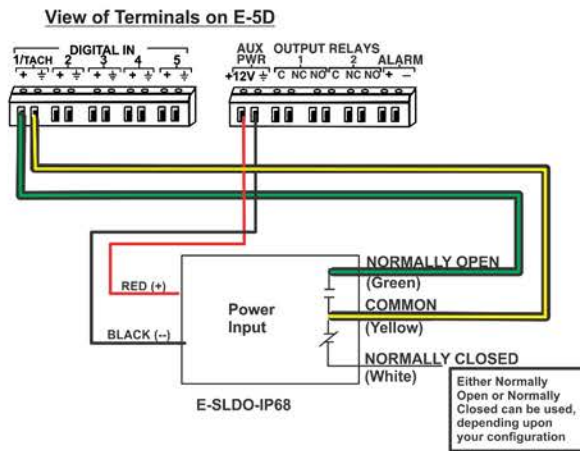 View of Terminals on E-5D
DIGITAL IN
1/TACH 2 3 4 5
+ + + + +
AUX PWR OUTPUT RELAYS
1 2 ALARM
+12V C NC NO C NC NO + −
RED (+)
BLACK (--)
Power
Input
NORMALLY OPEN
(Green)
COMMON
(Yellow)
NORMALLY CLOSED
(White)
E-SLDO-IP68
Either Normally
Open or Normally
Closed can be used,
depending upon
your configuration